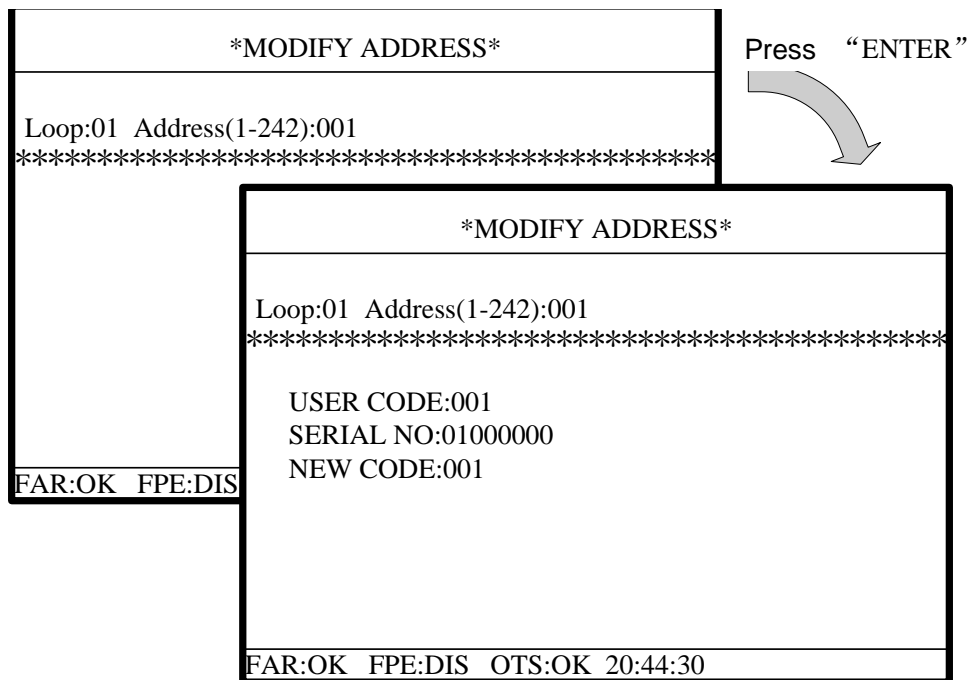 *MODIFY ADDRESS*
Press “ENTER”
Loop:01 Address(1-242):001
*******************************************
*MODIFY ADDRESS*
Loop:01 Address(1-242):001
*******************************************
USER CODE:001
SERIAL NO:01000000
NEW CODE:001
FAR:OK FPE:DIS
FAR:OK FPE:DIS OTS:OK 20:44:30